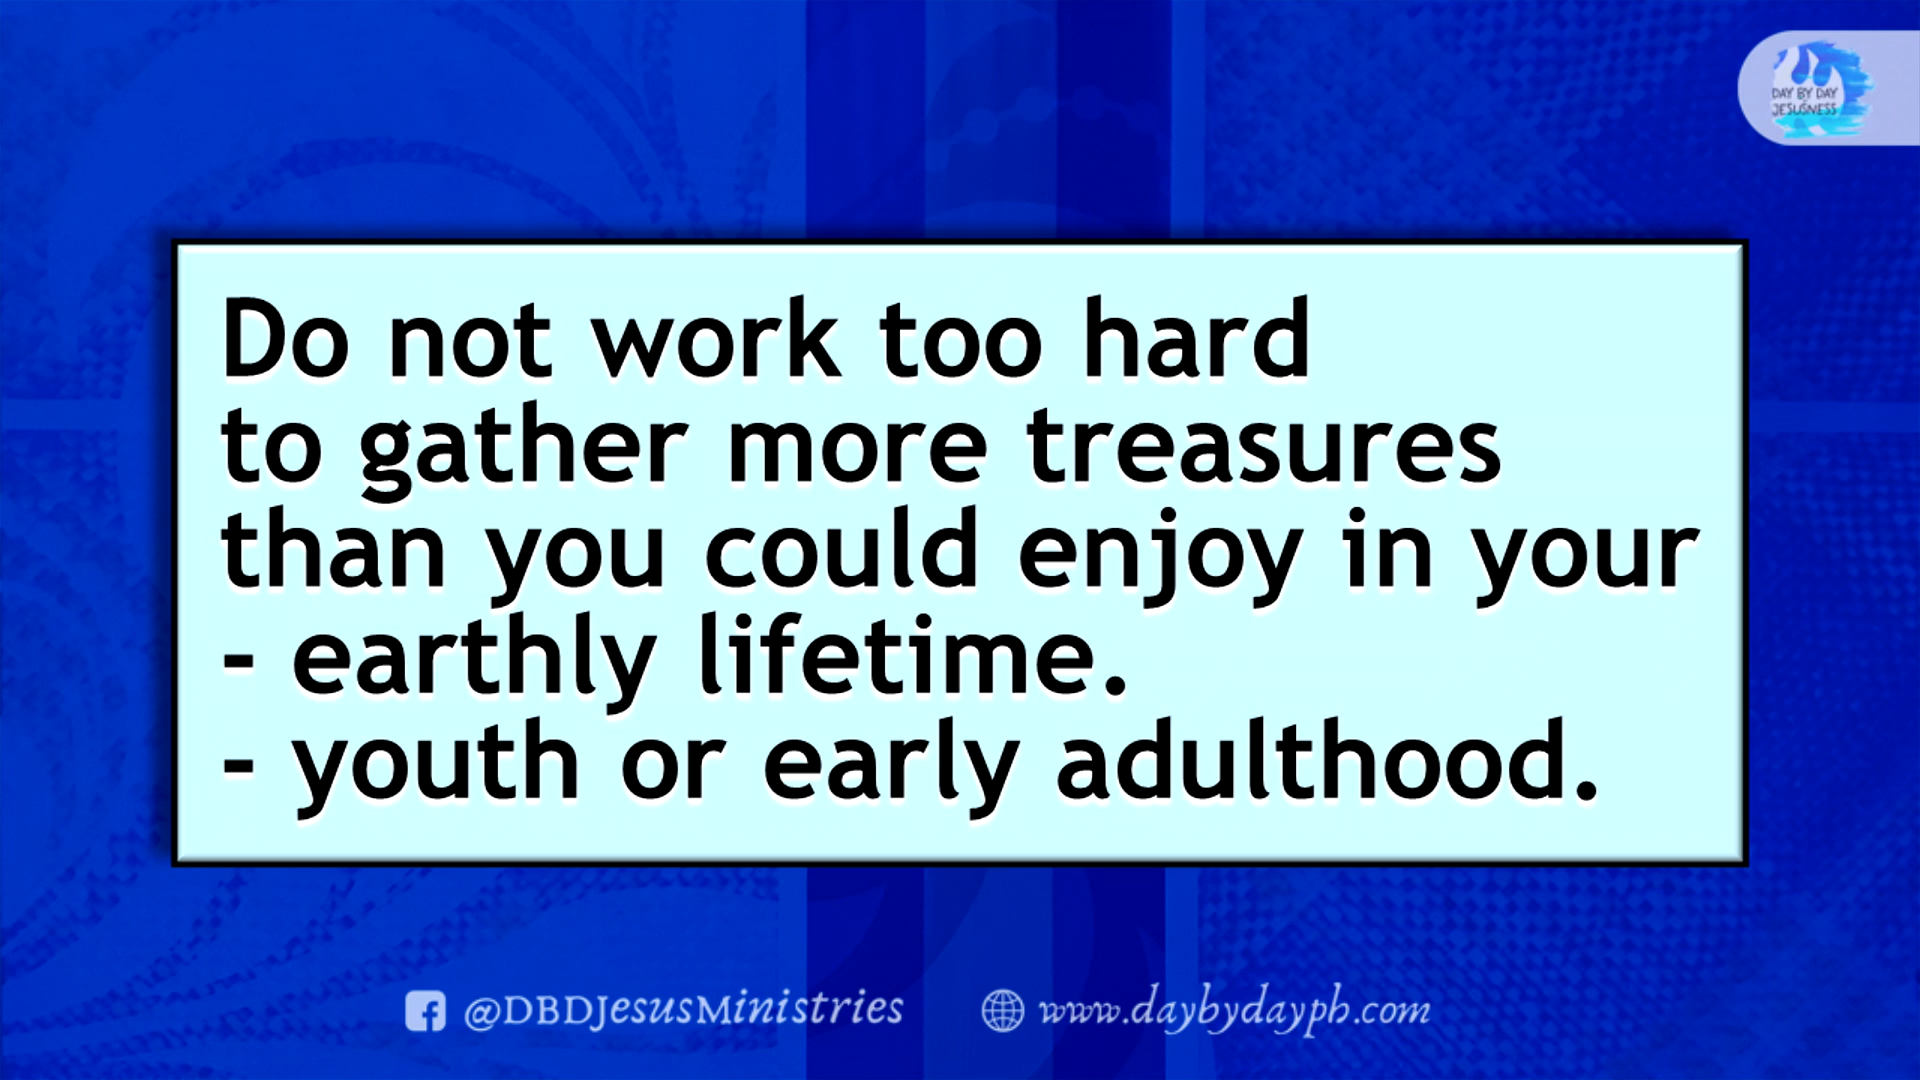 DAY BY DAY
JESUSNESS
Do not work too hard
to gather more treasures
than you could enjoy in your
- earthly lifetime.
- youth or early adulthood.
@DBDJesusMinistries
www.daybydayph.com